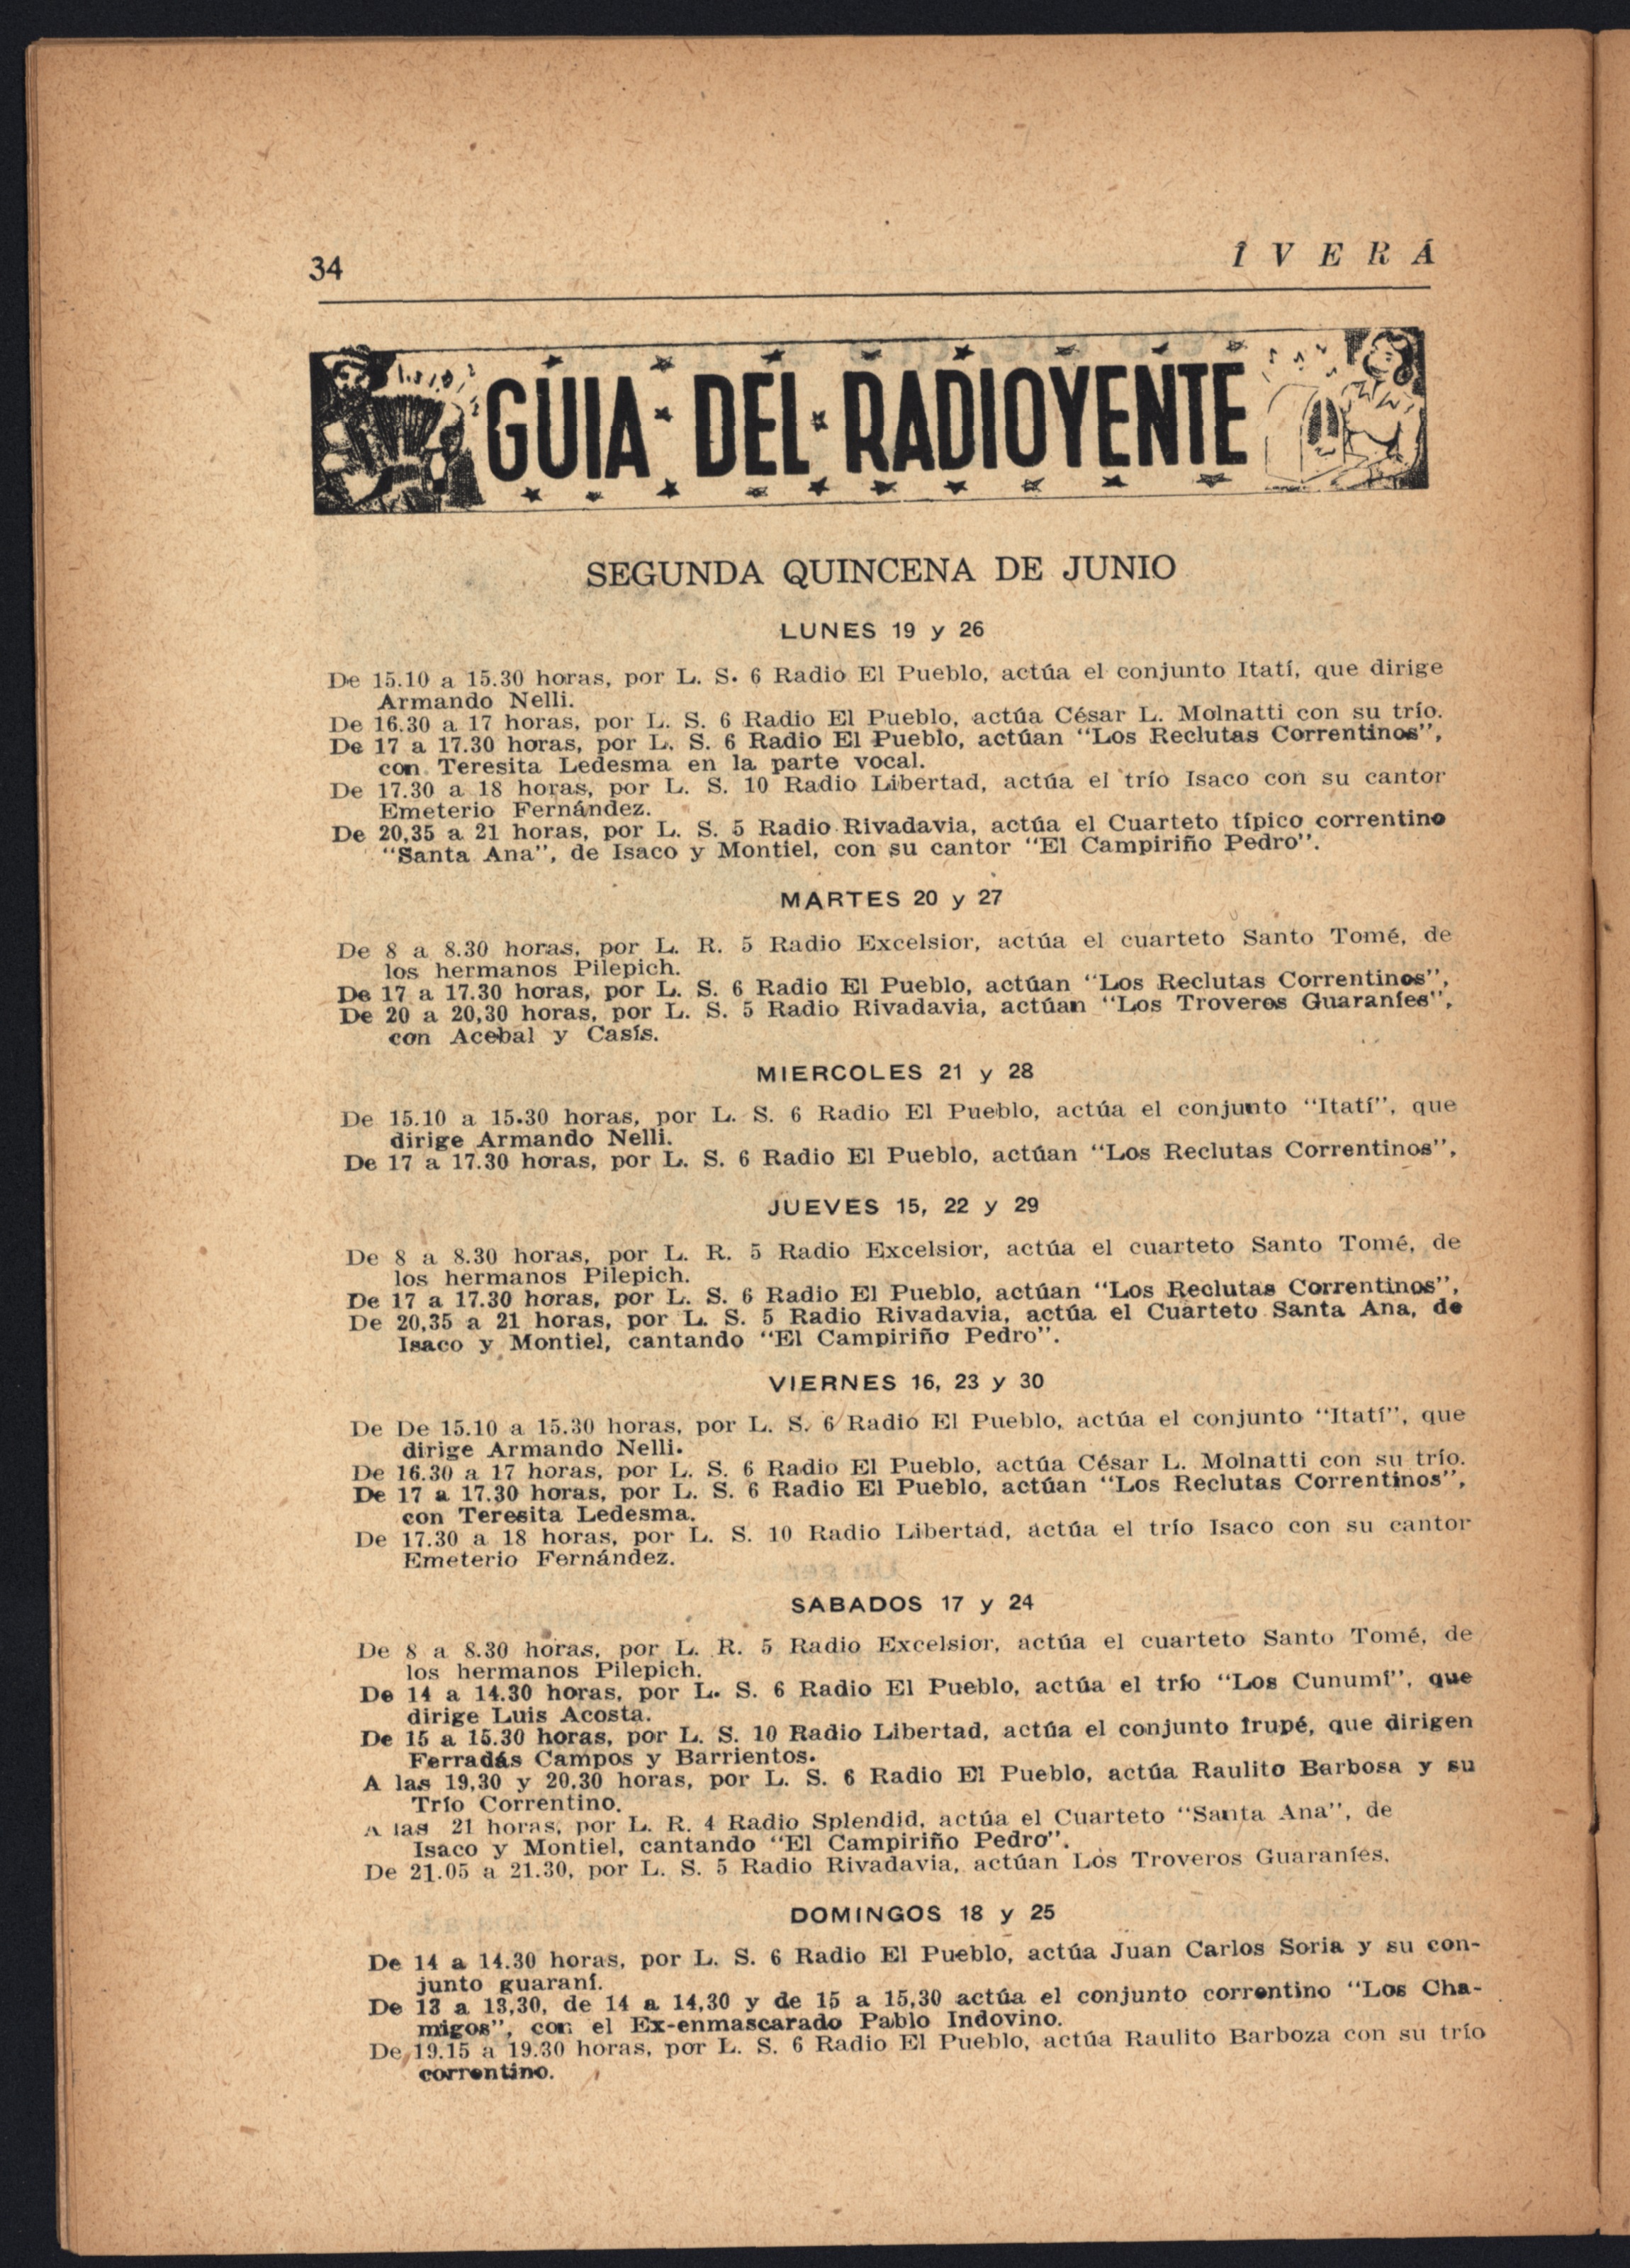 34
Î V E R Á
GUIA DEL RADIOYENTE
SEGUNDA QUINCENA DE JUNIO
LUNES 19 y 26
De 15.10 a 15.30 horas, por L. S. 6 Radio El Pueblo, actúa el conjunto Itatí, que dirige
Armando Nelli.
De 16.30 a 17 horas, por L. S. 6 Radio El Pueblo, actúa César L. Molnatti con su trío.
De 17 a 17.30 horas, por L. S. 6 Radio El Pueblo, actúan "Los Reclutas Correntinos",
con Teresita Ledesma en la parte vocal.
De 17.30 a 18 horas, por L. S. 10 Radio Libertad, actúa el trío Isaco con su cantor
Emeterio Fernández.
De 20,35 a 21 horas, por L. S. 5 Radio Rivadavia, actúa el Cuarteto típico correntino
"Santa Ana", de Isaco y Montiel, con su cantor "El Campiriño Pedro".
MARTES 20 y 27
De 8 a 8.30 horas, por L. R. 5 Radio Excelsior, actúa el cuarteto Santo Tomé, de
los hermanos Pilepich.
De 17 a 17.30 horas, por L. S. 6 Radio El Pueblo, actúan "Los Reclutas Correntinos",
De 20 a 20,30 horas, por L. S. 5 Radio Rivadavia, actúan "Los Troveros Guaraníes",
con Acebal y Casís.
MIERCOLES 21 y 28
De 15.10 a 15.30 horas, por L. S. 6 Radio El Pueblo, actúa el conjunto "Itatí", que
dirige Armando Nelli.
De 17 a 17.30 horas, por L. S. 6 Radio El Pueblo, actúan "Los Reclutas Correntinos",
JUEVES 15, 22 y 29
De 8 a 8.30 horas, por L. R. 5 Radio Excelsior, actúa el cuarteto Santo Tomé, de
los hermanos Pilepich.
De 17 a 17.30 horas, por L. S. 6 Radio El Pueblo, actúan "Los Reclutas Correntinos",
De 20,35 a 21 horas, por L. S. 5 Radio Rivadavia, actúa el Cuarteto Santa Ana, de
Isaco y Montiel, cantando "El Campiriño Pedro".
VIERNES 16, 23 y 30
De De 15.10 a 15.30 horas, por L. S. 6 Radio El Pueblo, actúa el conjunto "Itatí", que
dirige Armando Nelli.
De 16.30 a 17 horas, por L. S. 6 Radio El Pueblo, actúa César L. Molnatti con su trío.
De 17 a 17.30 horas, por L. S. 6 Radio El Pueblo, actúan "Los Reclutas Correntinos",
con Teresita Ledesma.
De 17.30 a 18 horas, por L. S. 10 Radio Libertad, actúa el trío Isaco con su cantor
Emeterio Fernández.
SABADOS 17 y 24
De 8 a 8.30 horas, por L. R. 5 Radio Excelsior, actúa el cuarteto Santo Tomé, de
los hermanos Pilepich.
De 14 a 14.30 horas, por L. S. 6 Radio El Pueblo, actúa el trío "Los Cunumí", que
dirige Luis Acosta.
De 15 a 15.30 horas, por L. S. 10 Radio Libertad, actúa el conjunto Irupé, que dirigen
Ferradás Campos y Barrientos.
A las 19,30 y 20.30 horas, por L. S. 6 Radio El Pueblo, actúa Raulito Barbosa y su
Trío Correntino.
A las 21 horas, por L. R. 4 Radio Splendid, actúa el Cuarteto "Santa Ana", de
Isaco y Montiel, cantando "El Campiriño Pedro".
De 21.05 a 21.30, por L. S. 5 Radio Rivadavia, actúan Los Troveros Guaraníes.
DOMINGOS 18 y 25
De 14 a 14.30 horas, por L. S. 6 Radio El Pueblo, actúa Juan Carlos Soria y su con-
junto guaraní.
De 13 a 13,30, de 14 a 14,30 y de 15 a 15,30 actúa el conjunto correntino "Los Cha-
migos", con el Ex-enmascarado Pablo Indovino.
De 19.15 a 19.30 horas, por L. S. 6 Radio El Pueblo, actúa Raulito Barboza con su trío
correntino.